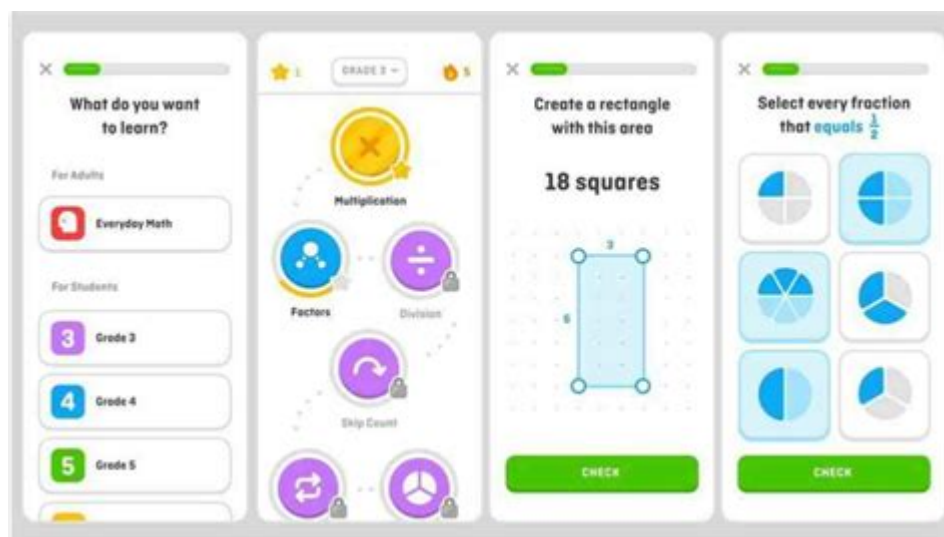 What do you want
to learn?
For Adults
Everyday Math
For Students
3 Grade 3
4 Grade 4
5 Grade 5
1
GRADE 3
5
Multiplication
Factors
Division
Skip Count
Create a rectangle
with this area
18 squares
3
6
CHECK
Select every fraction
that equals 1/2
CHECK